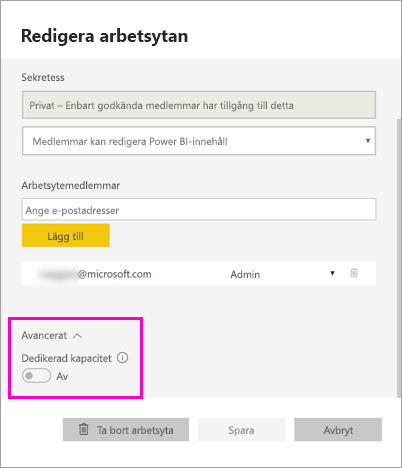 Redigera arbetsytan
Sekretess
Privat – Enbart godkända medlemmar har tillgång till detta
Medlemmar kan redigera Power BI-innehåll
Arbetsytemedlemmar
Ange e-postadresser
Lägg till
@microsoft.com Admin
Avancerat
Dedikerad kapacitet
Av
Ta bort arbetsyta Spara Avbryt